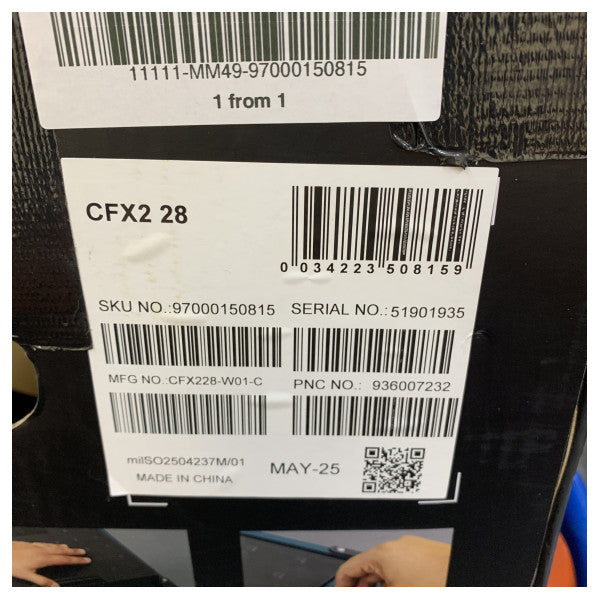 11111-MM49-97000150815
1 from 1
CFX2 28
0 034223 508159
SKU NO.:97000150815 SERIAL NO.:51901935
MFG NO.:CFX228-W01-C PNC NO.: 936007232
milSO2504237M/01 MAY-25
MADE IN CHINA